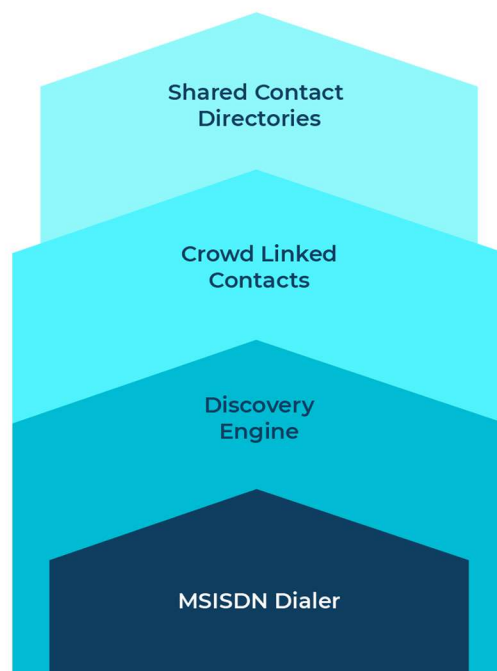 Shared Contact
Directories
Crowd Linked
Contacts
Discovery
Engine
MSISDN Dialer